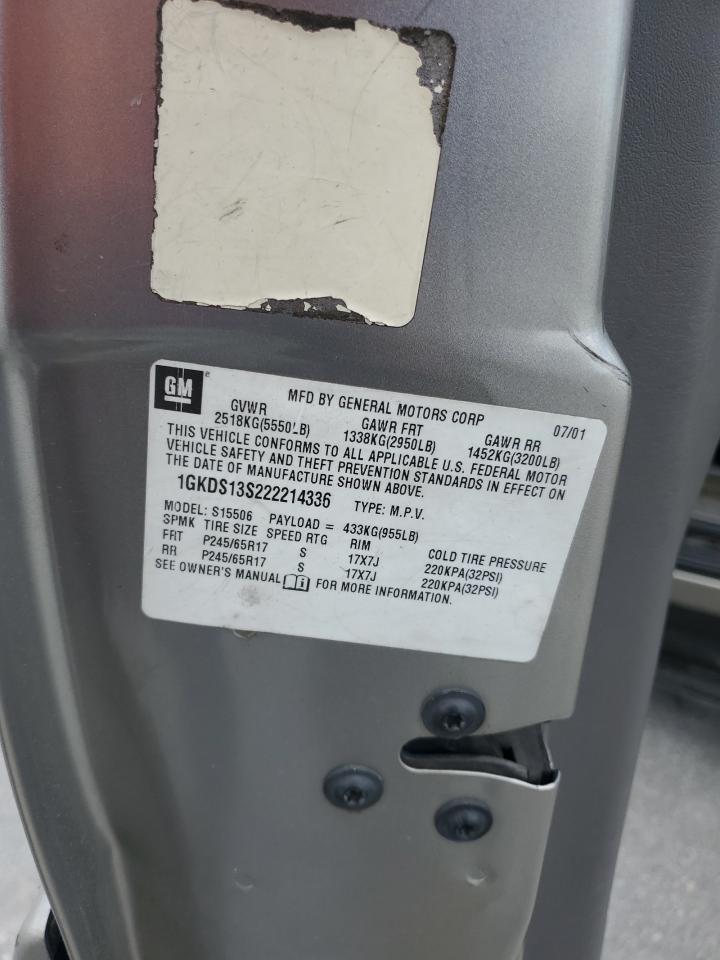 GM ®
MFD BY GENERAL MOTORS CORP 07/01
GVWR GAWR FRT GAWR RR
2518KG(5550LB) 1338KG(2950LB) 1452KG(3200LB)
THIS VEHICLE CONFORMS TO ALL APPLICABLE U.S. FEDERAL MOTOR
VEHICLE SAFETY AND THEFT PREVENTION STANDARDS IN EFFECT ON
THE DATE OF MANUFACTURE SHOWN ABOVE.
1GKDS13S222214336 TYPE: M.P.V.
MODEL: S15506 PAYLOAD = 433KG(955LB)
SPMK TIRE SIZE SPEED RTG RIM COLD TIRE PRESSURE
FRT P245/65R17 S 17X7J 220KPA(32PSI)
RR P245/65R17 S 17X7J 220KPA(32PSI)
SEE OWNER'S MANUAL FOR MORE INFORMATION.